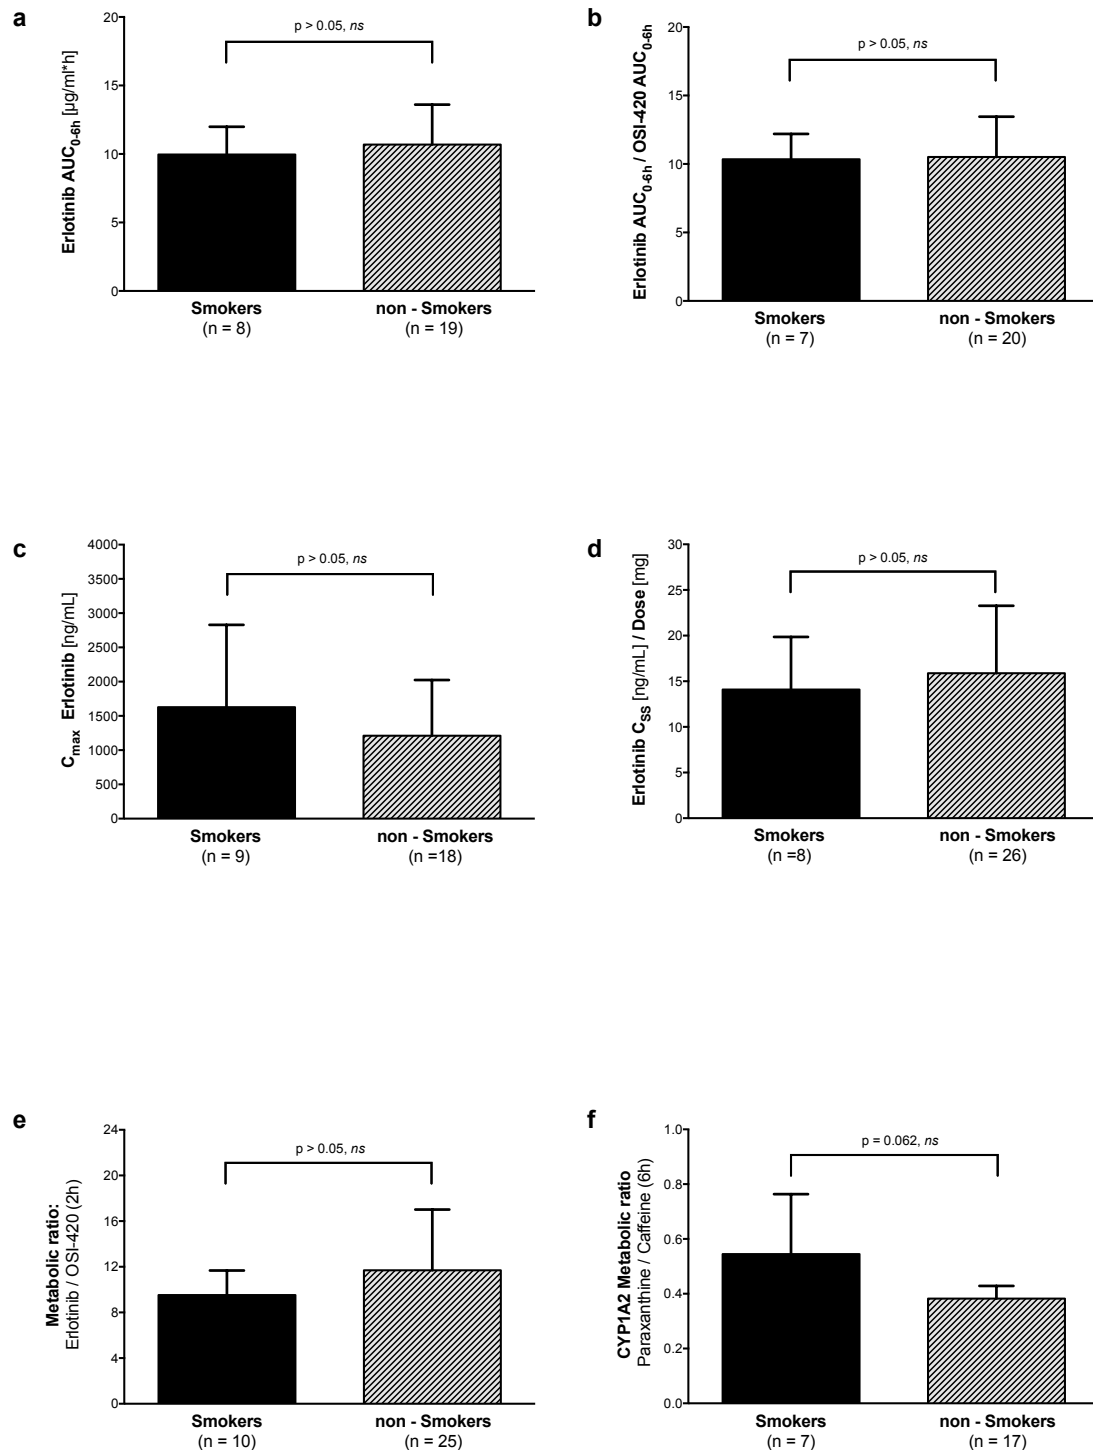 a
Erlotinib AUC0-6h [µg/ml*h]
20
15
10
5
0
p > 0.05, ns
Smokers
(n = 8)
non - Smokers
(n = 19)
b
Erlotinib AUC0-6h / OSI-420 AUC0-6h
20
15
10
5
0
p > 0.05, ns
Smokers
(n = 7)
non - Smokers
(n = 20)
c
Cmax Erlotinib [ng/mL]
4000
3500
3000
2500
2000
1500
1000
500
0
p > 0.05, ns
Smokers
(n = 9)
non - Smokers
(n =18)
d
Erlotinib CSS [ng/mL] / Dose [mg]
30
25
20
15
10
5
0
p > 0.05, ns
Smokers
(n =8)
non - Smokers
(n = 26)
e
Metabolic ratio:
Erlotinib / OSI-420 (2h)
24
20
16
12
8
4
0
p > 0.05, ns
Smokers
(n = 10)
non - Smokers
(n = 25)
f
CYP1A2 Metabolic ratio
Paraxanthine / Caffeine (6h)
1.0
0.8
0.6
0.4
0.2
0.0
p = 0.062, ns
Smokers
(n = 7)
non - Smokers
(n = 17)